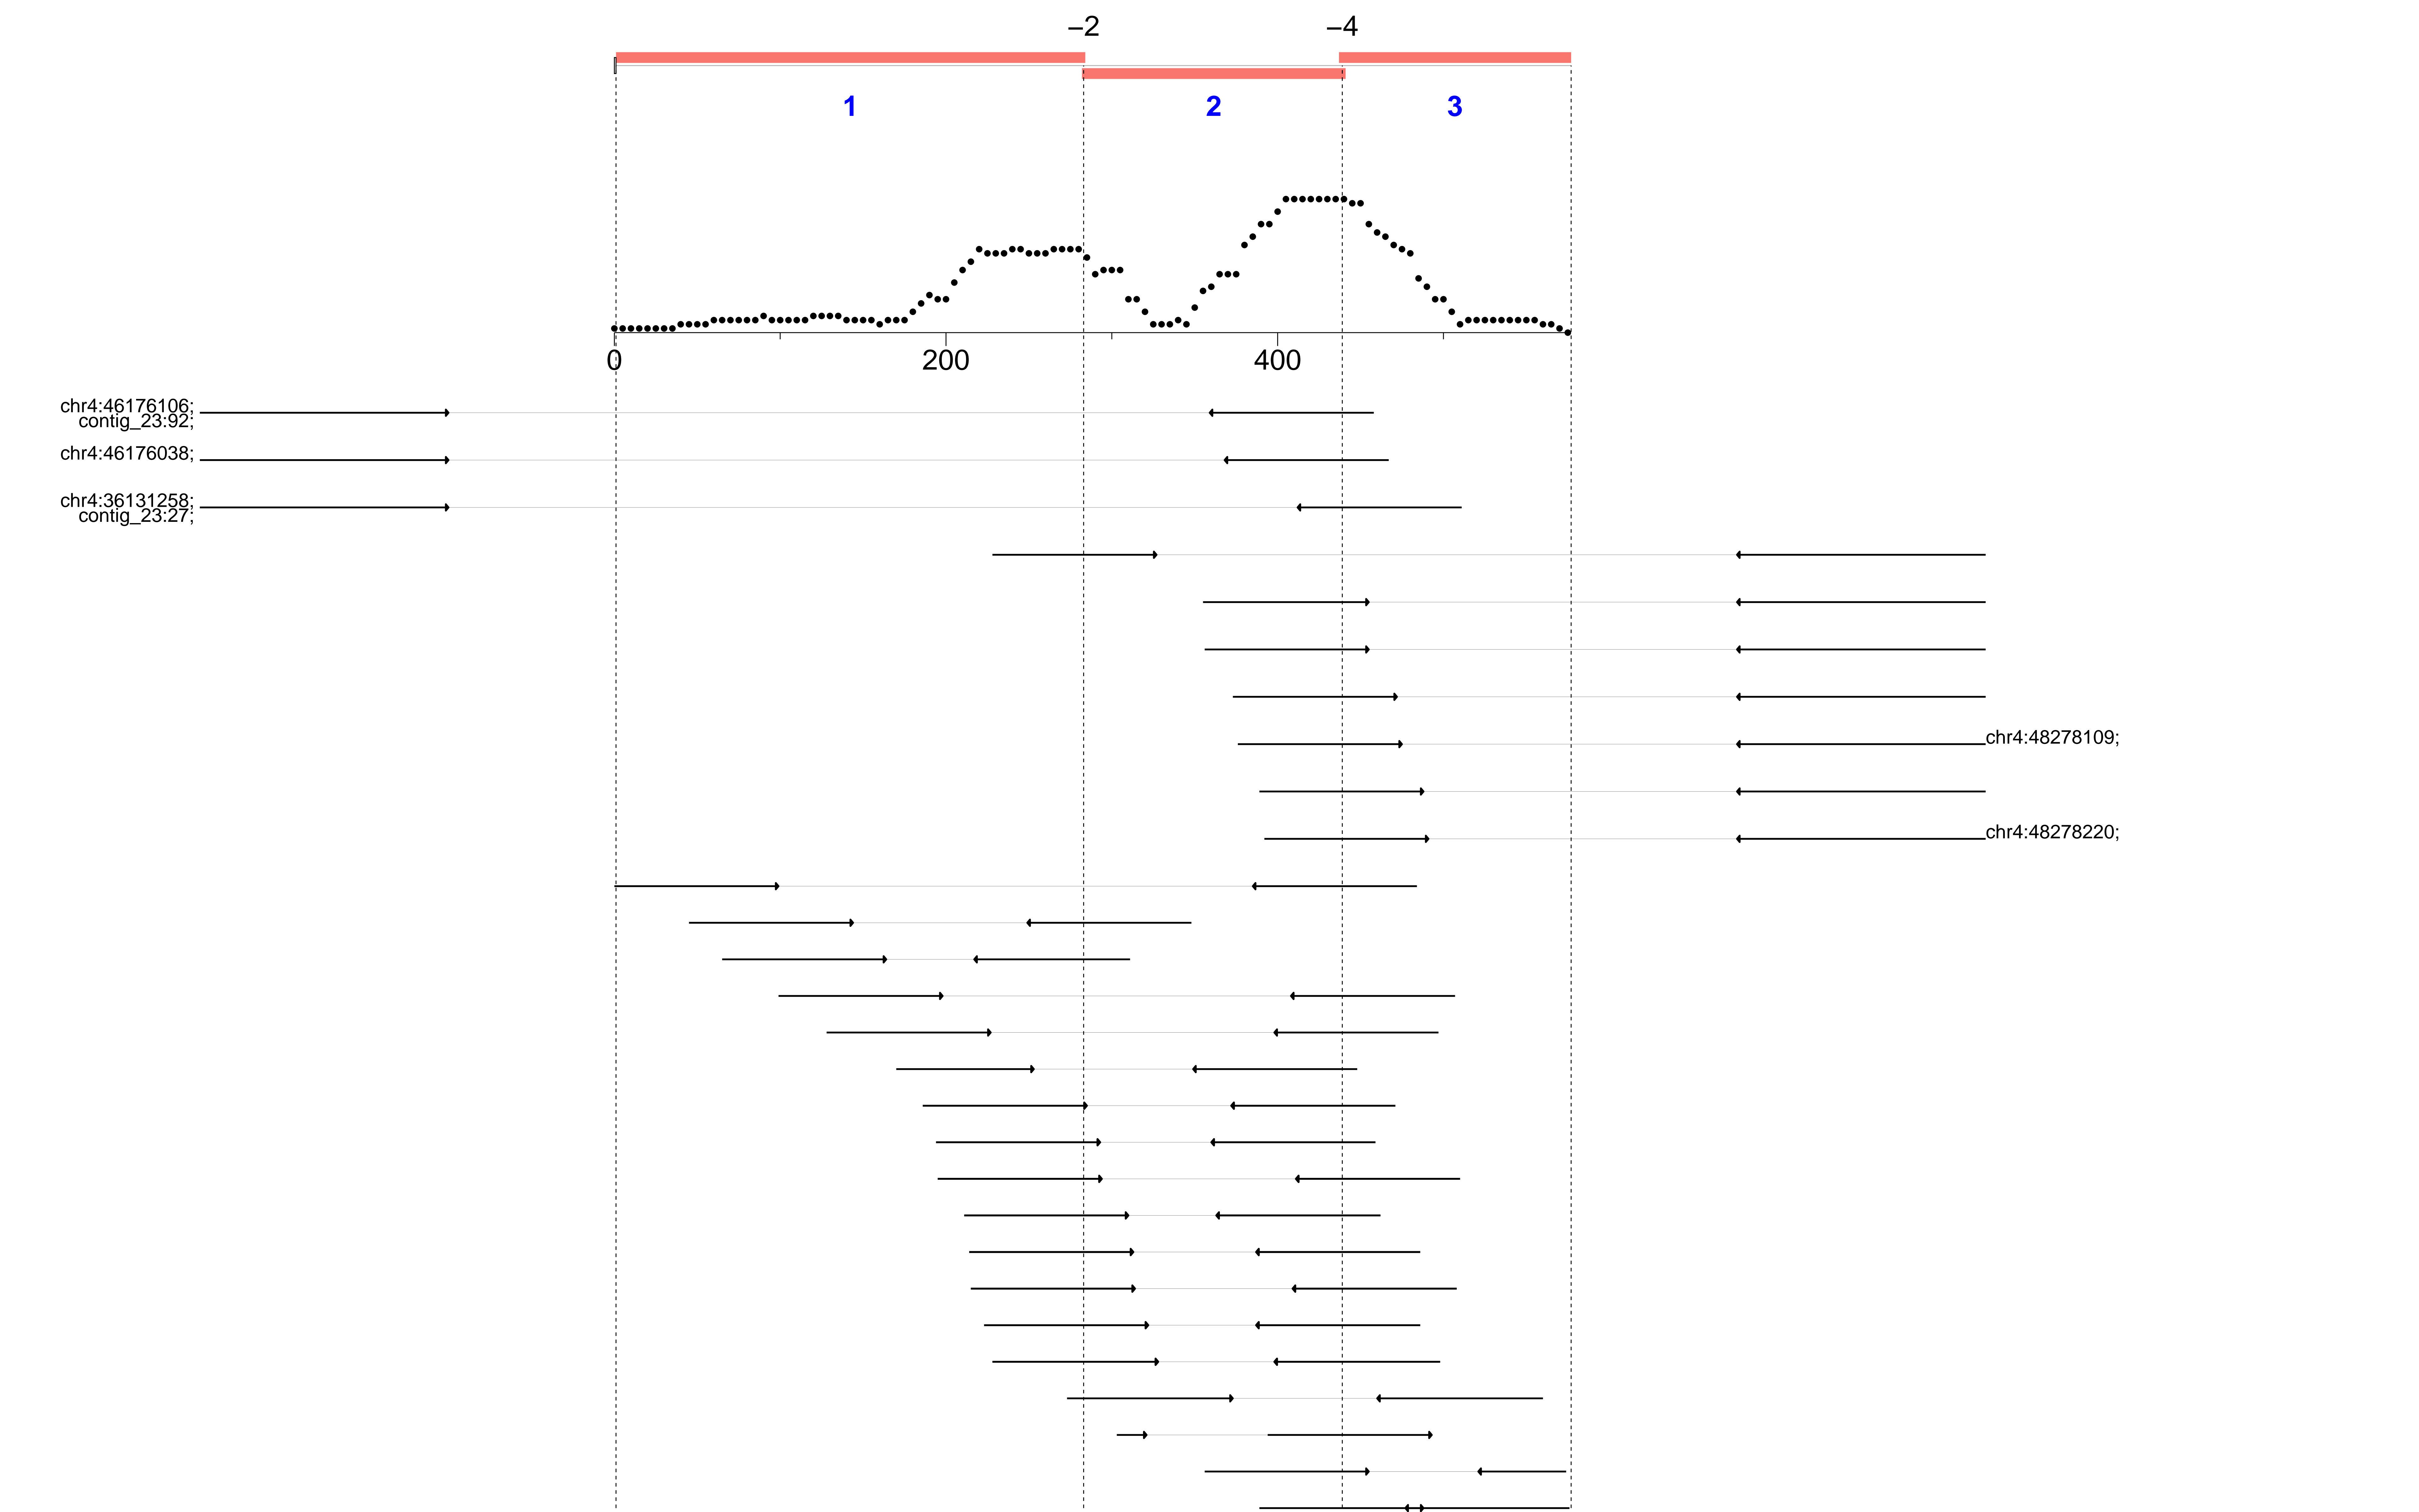 −2 −4
1 2 3
0 200 400
chr4:46176106;
contig_23:92;
chr4:46176038;
chr4:36131258;
contig_23:27;
chr4:48278109;
chr4:48278220;